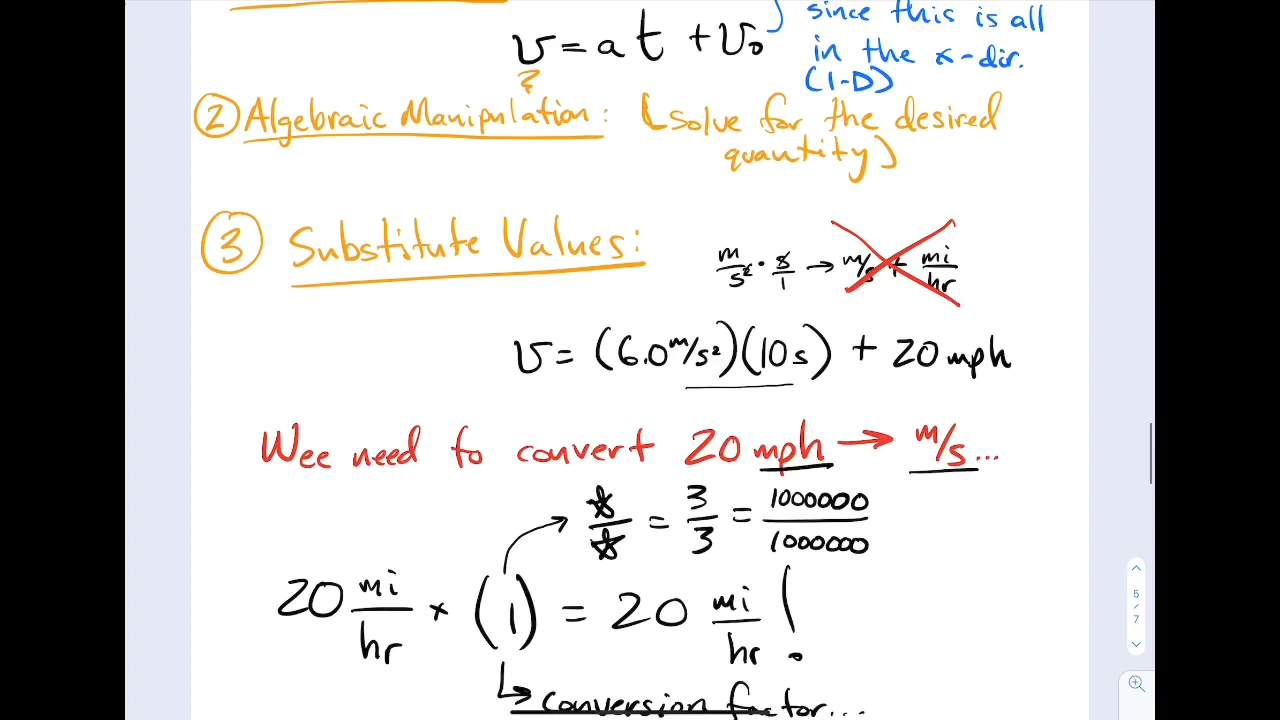 v = at + v₀
since this is all
in the x-dir.
(1-D)
?
② Algebraic Manipulation: (solve for the desired
quantity)
③ Substitute Values:
m/s² · s/1 → m/s + mi/hr
v = (6.0 m/s²)(10 s) + 20 mph
Wee need to convert 20 mph → m/s...
☆/☆ = 3/3 = 1000000/1000000
20 mi/hr × (1) = 20 mi/hr (
↳ conversion factor...
5
/
7